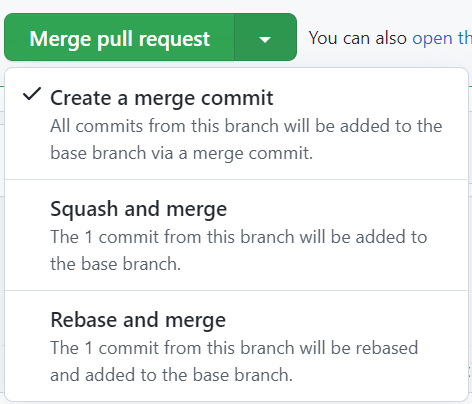 Merge pull request
You can also open
Create a merge commit
All commits from this branch will be added to the
base branch via a merge commit.
Squash and merge
The 1 commit from this branch will be added to
the base branch.
Rebase and merge
The 1 commit from this branch will be rebased
and added to the base branch.